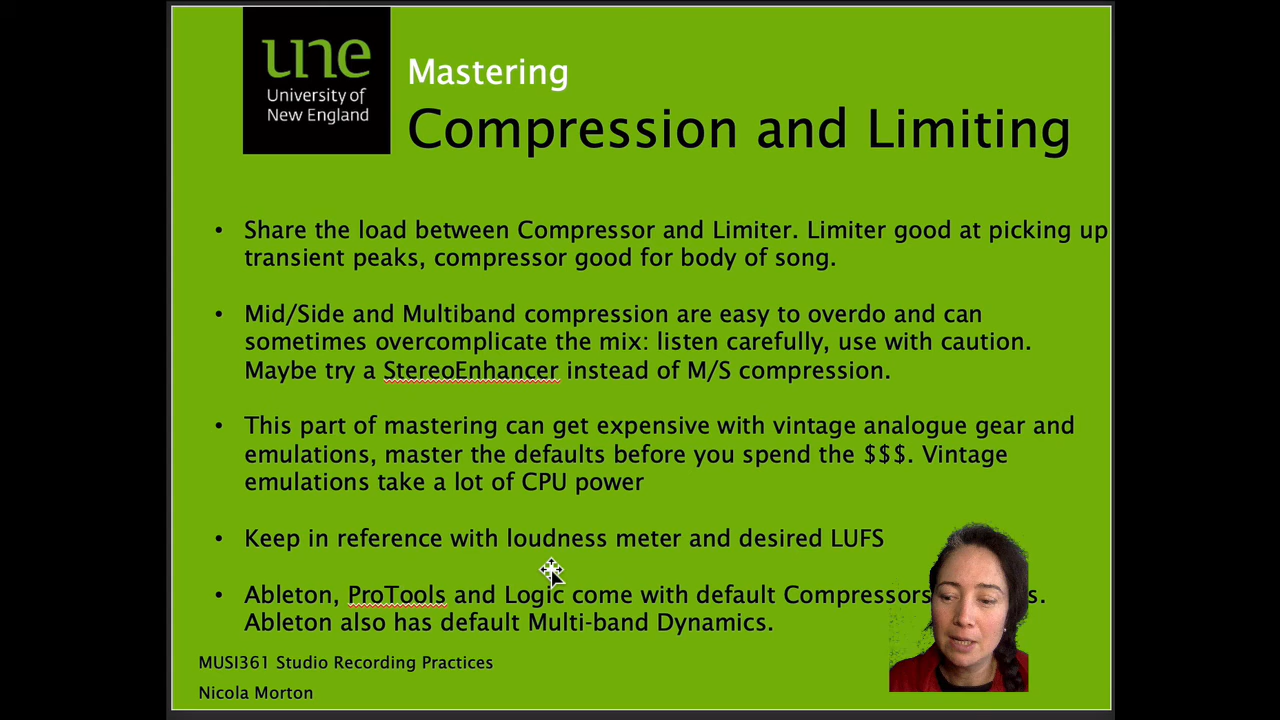 une
University of
New England
Mastering
Compression and Limiting
• Share the load between Compressor and Limiter. Limiter good at picking up
transient peaks, compressor good for body of song.
• Mid/Side and Multiband compression are easy to overdo and can
sometimes overcomplicate the mix: listen carefully, use with caution.
Maybe try a StereoEnhancer instead of M/S compression.
• This part of mastering can get expensive with vintage analogue gear and
emulations, master the defaults before you spend the $$$. Vintage
emulations take a lot of CPU power
• Keep in reference with loudness meter and desired LUFS
• Ableton, ProTools and Logic come with default Compressors
Ableton also has default Multi-band Dynamics.
MUSI361 Studio Recording Practices
Nicola Morton